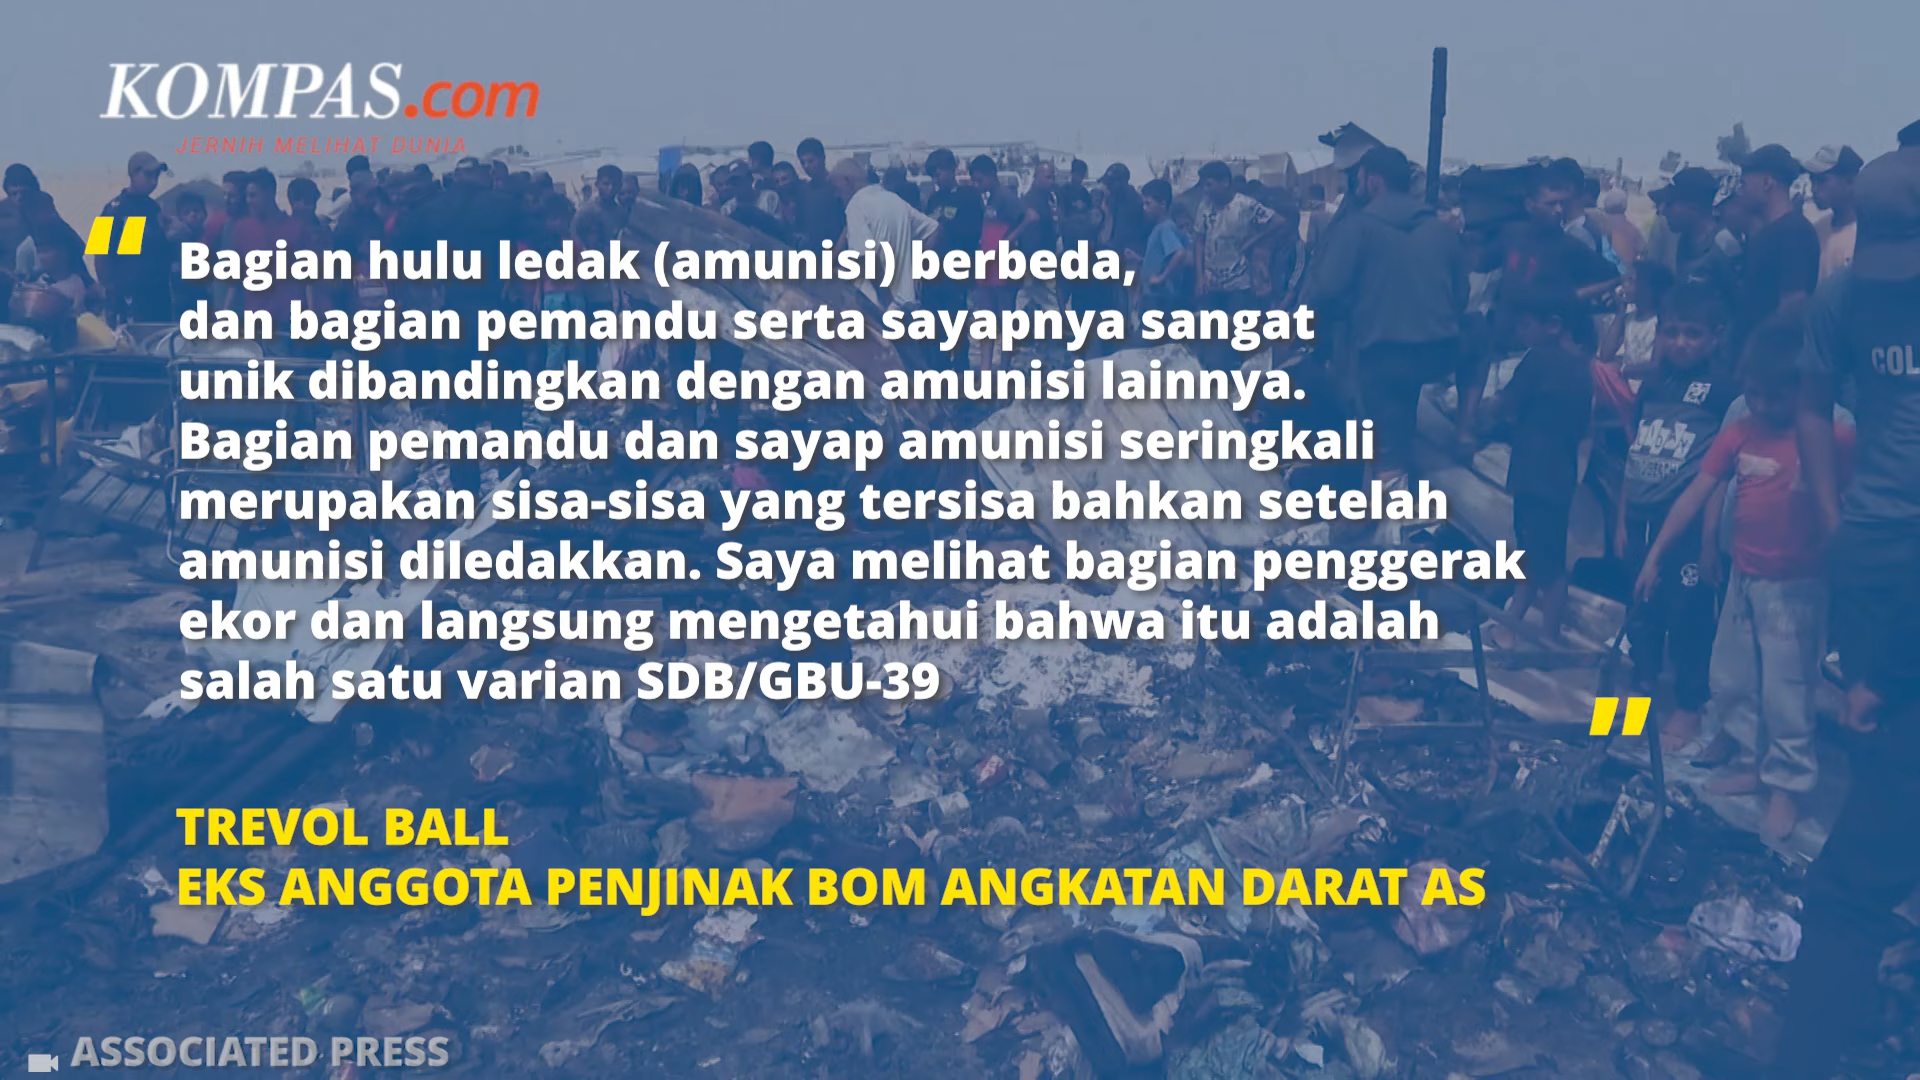 KOMPAS.com
JERNIH MELIHAT DUNIA
"Bagian hulu ledak (amunisi) berbeda,
dan bagian pemandu serta sayapnya sangat
unik dibandingkan dengan amunisi lainnya.
Bagian pemandu dan sayap amunisi seringkali
merupakan sisa-sisa yang tersisa bahkan setelah
amunisi diledakkan. Saya melihat bagian penggerak
ekor dan langsung mengetahui bahwa itu adalah
salah satu varian SDB/GBU-39"
COL
TREVOL BALL
EKS ANGGOTA PENJINAK BOM ANGKATAN DARAT AS
ASSOCIATED PRESS